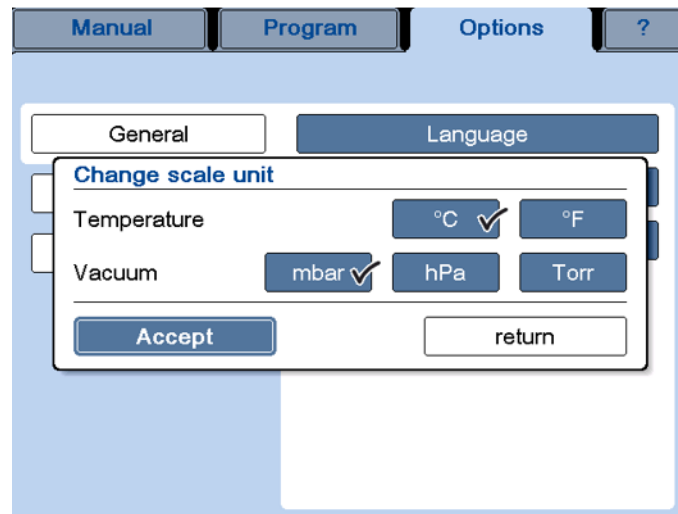 Manual Program Options ?
General Language
Change scale unit
Temperature °C °F
Vacuum mbar hPa Torr
Accept return